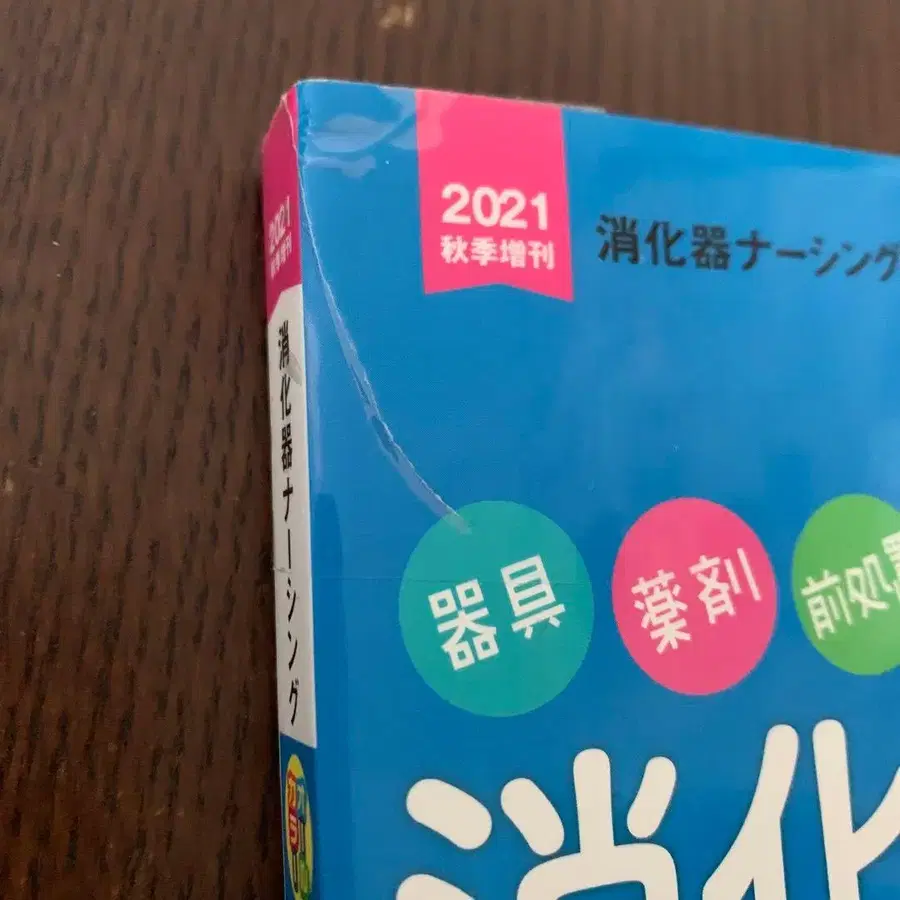 2021
秋季増刊
消化器ナーシング
2021
秋季増刊
消化器ナーシング
器具
薬剤
前処置
消化